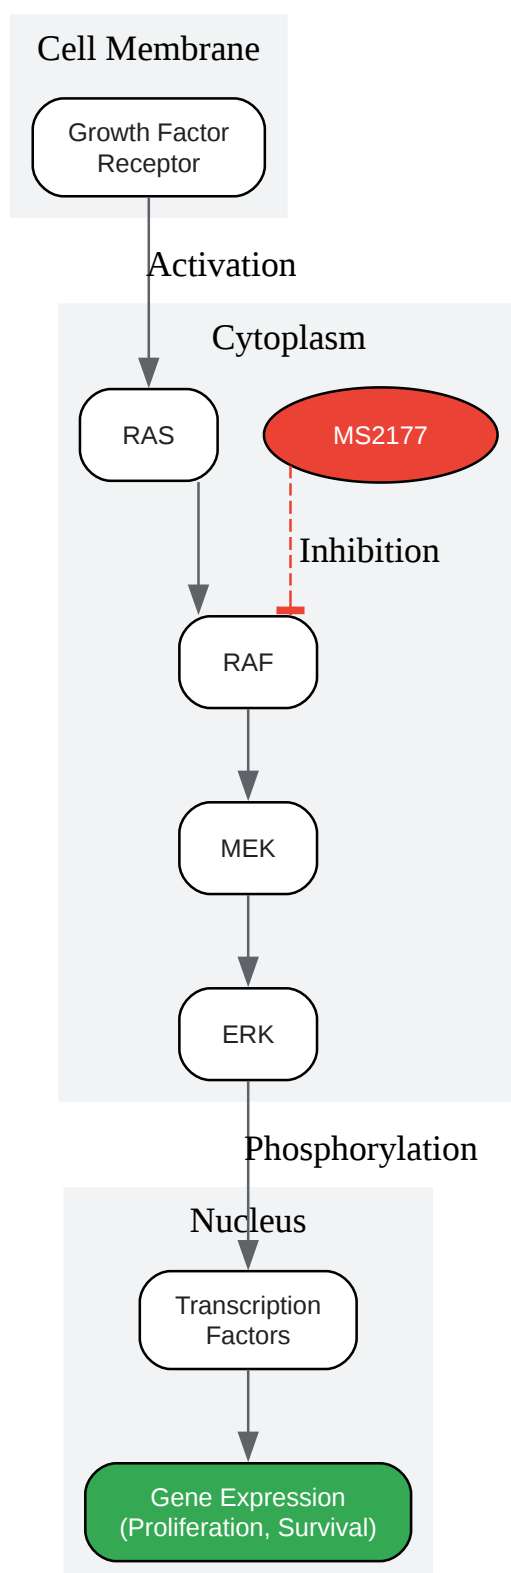 Cell Membrane
Growth Factor
Receptor
Activation
Cytoplasm
RAS
MS2177
Inhibition
RAF
MEK
ERK
Phosphorylation
Nucleus
Transcription
Factors
Gene Expression
(Proliferation, Survival)